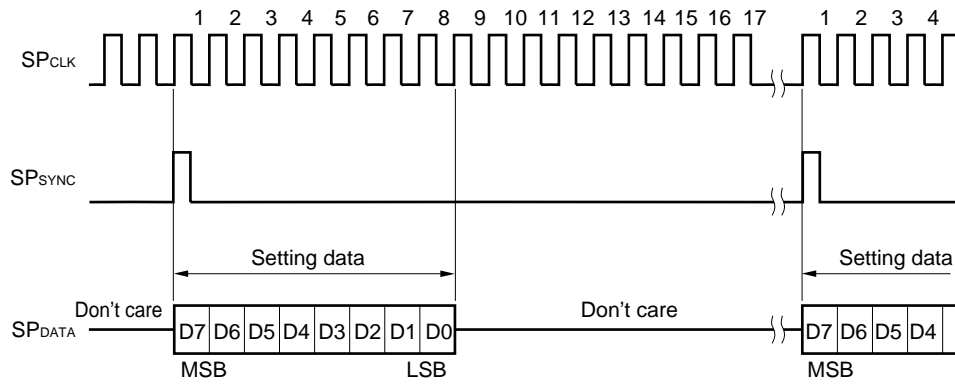 1 2 3 4 5 6 7 8 9 10 11 12 13 14 15 16 17 1 2 3 4
SPCLK
SPSYNC
Setting data Setting data
Don't care Don't care
SPDATA D7 D6 D5 D4 D3 D2 D1 D0 D7 D6 D5 D4
MSB LSB MSB